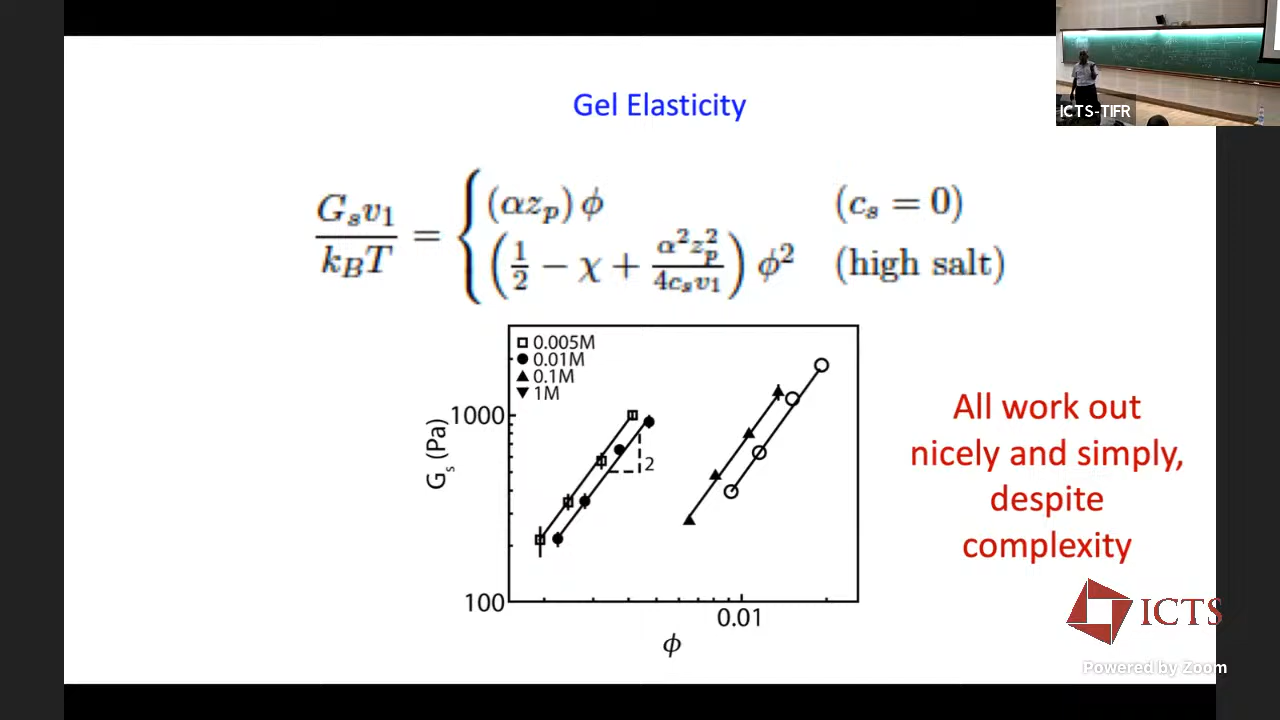 Gel Elasticity
ICTS-TIFR
G_s v_1 / k_B T = { (αz_p) φ (c_s = 0)
(1/2 − χ + α²z_p²/4c_s v_1) φ² (high salt)
0.005M
0.01M
0.1M
1M
1000
G_s (Pa)
2
100
0.01
ϕ
All work out
nicely and simply,
despite
complexity
ICTS
Powered by Zoom